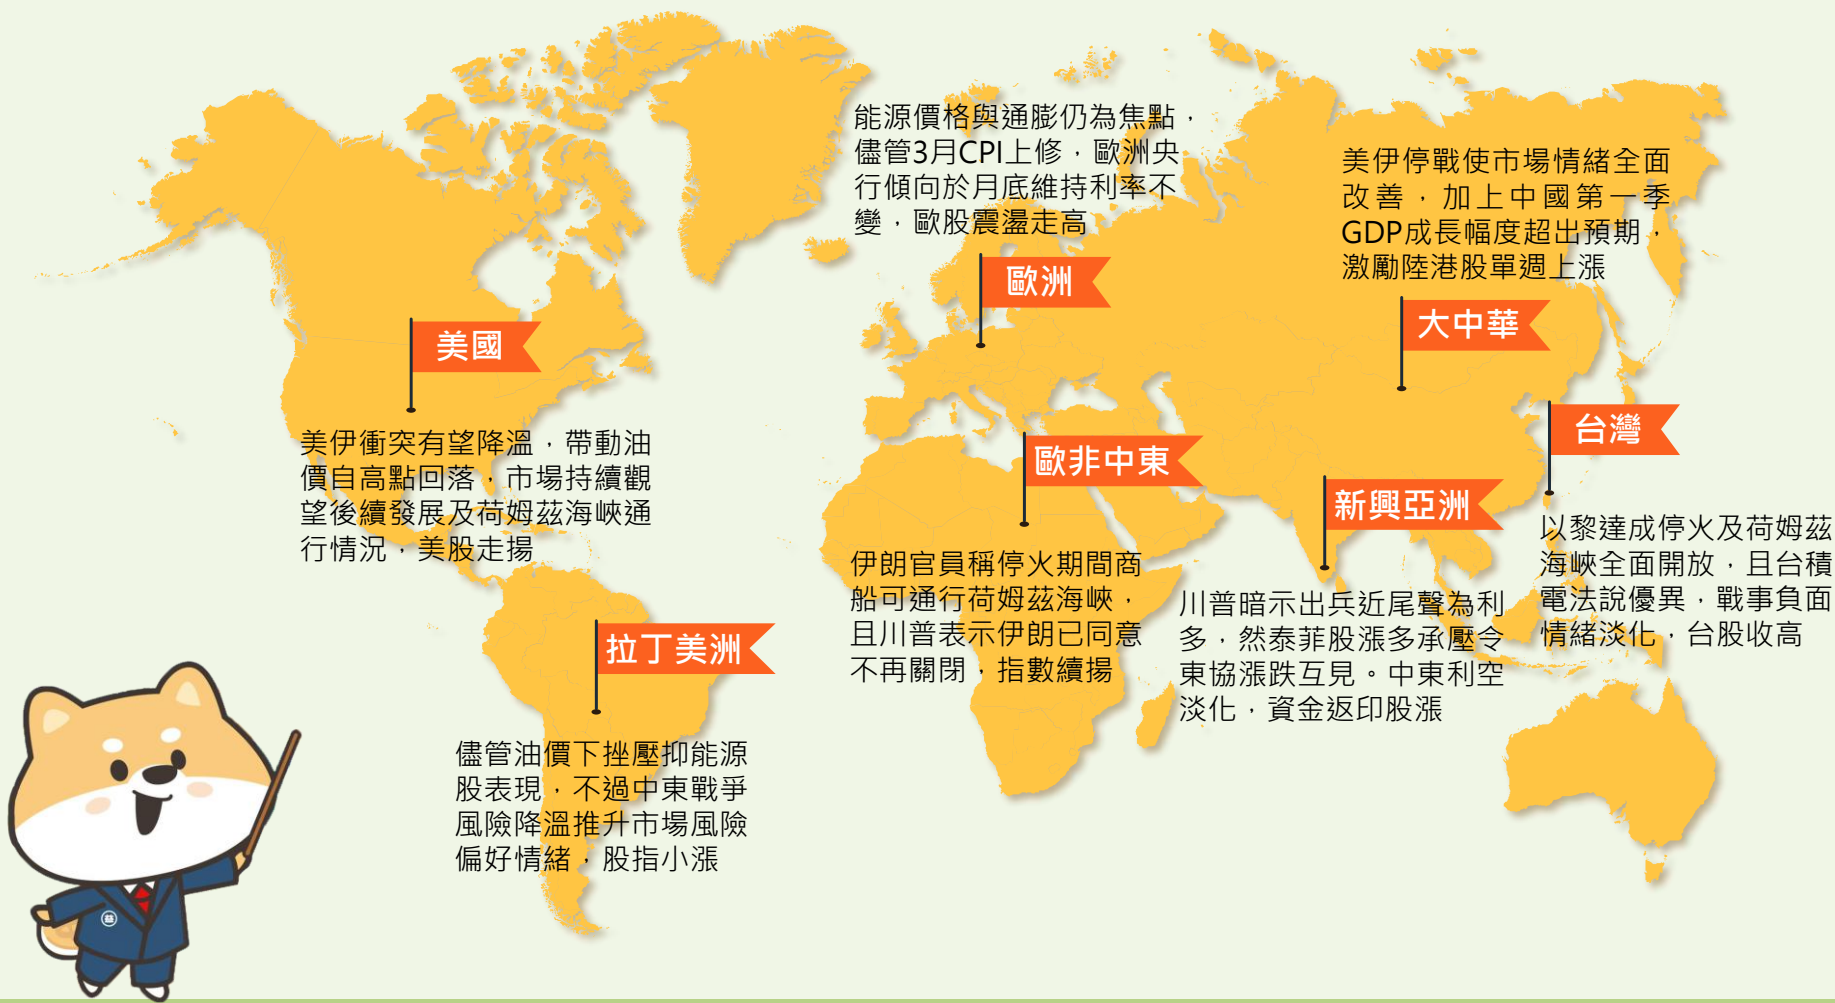 美國
美伊衝突有望降溫，帶動油
價自高點回落，市場持續觀
望後續發展及荷姆茲海峽通
行情況，美股走揚
拉丁美洲
儘管油價下挫壓抑能源
股表現，不過中東戰爭
風險降溫推升市場風險
偏好情緒，股指小漲
能源價格與通膨仍為焦點，
儘管3月CPI上修，歐洲央
行傾向於月底維持利率不
變，歐股震盪走高
歐洲
歐非中東
伊朗官員稱停火期間商
船可通行荷姆茲海峽，
且川普表示伊朗已同意
不再關閉，指數續揚
美伊停戰使市場情緒全面
改善，加上中國第一季
GDP成長幅度超出預期，
激勵陸港股單週上漲
大中華
新興亞洲
川普暗示出兵近尾聲為利
多，然泰菲股漲多承壓令
東協漲跌互見。中東利空
淡化，資金返印股漲
台灣
以黎達成停火及荷姆茲
海峽全面開放，且台積
電法說優異，戰事負面
情緒淡化，台股收高